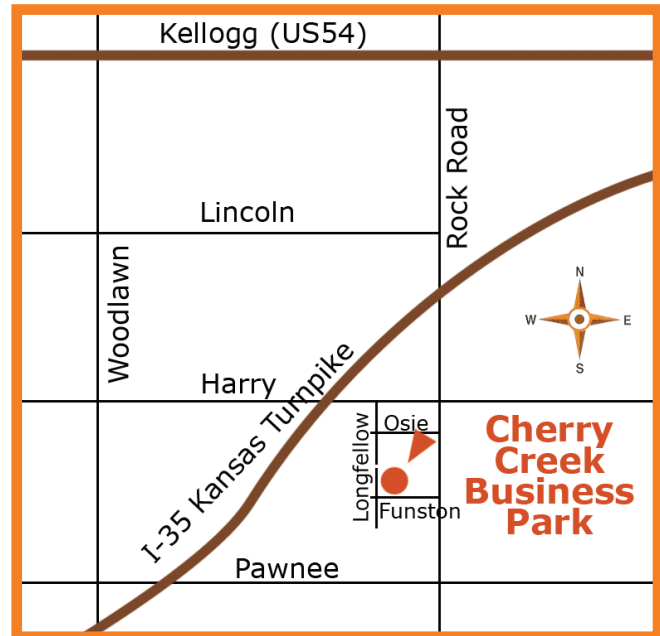 Kellogg (US54)
Rock Road
Lincoln
Woodlawn
N
W
E
S
I-35 Kansas Turnpike
Harry
Longfellow
Osie
Funston
Cherry
Creek
Business
Park
Pawnee